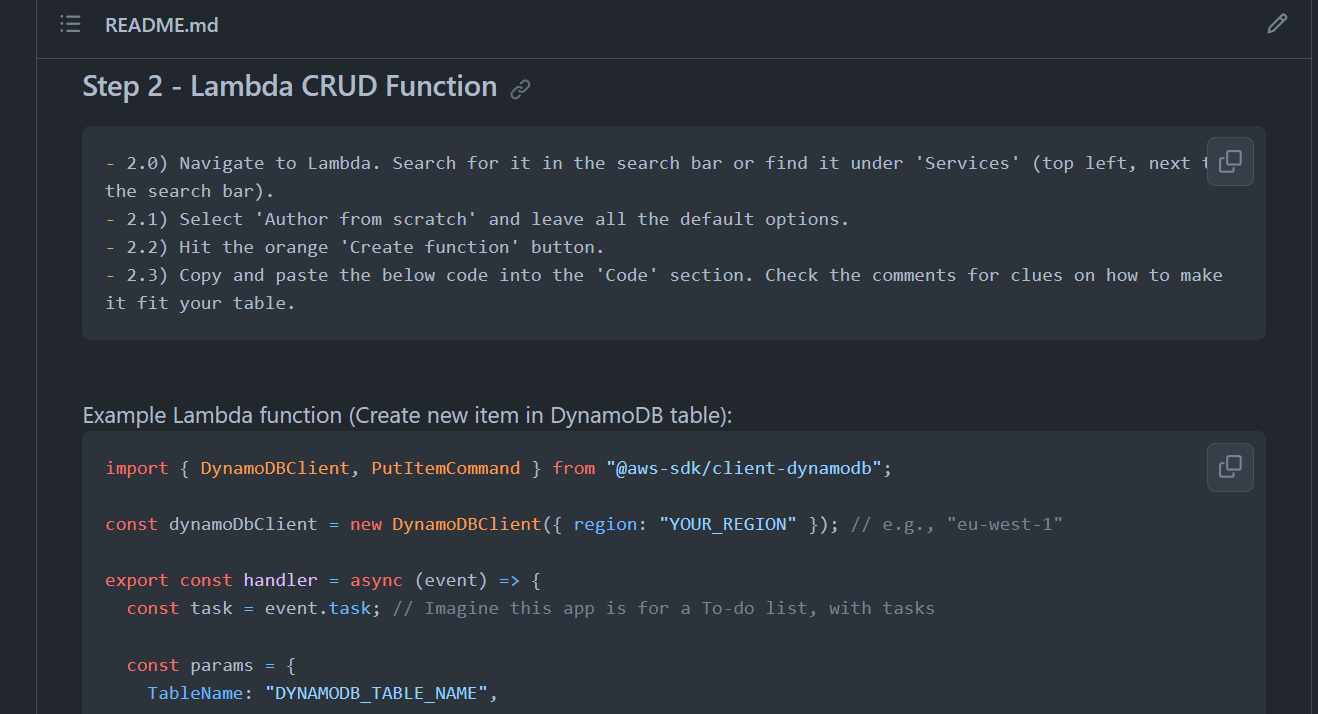 README.md
Step 2 - Lambda CRUD Function
- 2.0) Navigate to Lambda. Search for it in the search bar or find it under 'Services' (top left, next
the search bar).
- 2.1) Select 'Author from scratch' and leave all the default options.
- 2.2) Hit the orange 'Create function' button.
- 2.3) Copy and paste the below code into the 'Code' section. Check the comments for clues on how to make
it fit your table.
Example Lambda function (Create new item in DynamoDB table):
import { DynamoDBClient, PutItemCommand } from "@aws-sdk/client-dynamodb";
const dynamoDbClient = new DynamoDBClient({ region: "YOUR_REGION" }); // e.g., "eu-west-1"
export const handler = async (event) => {
const task = event.task; // Imagine this app is for a To-do list, with tasks
const params = {
TableName: "DYNAMODB_TABLE_NAME",